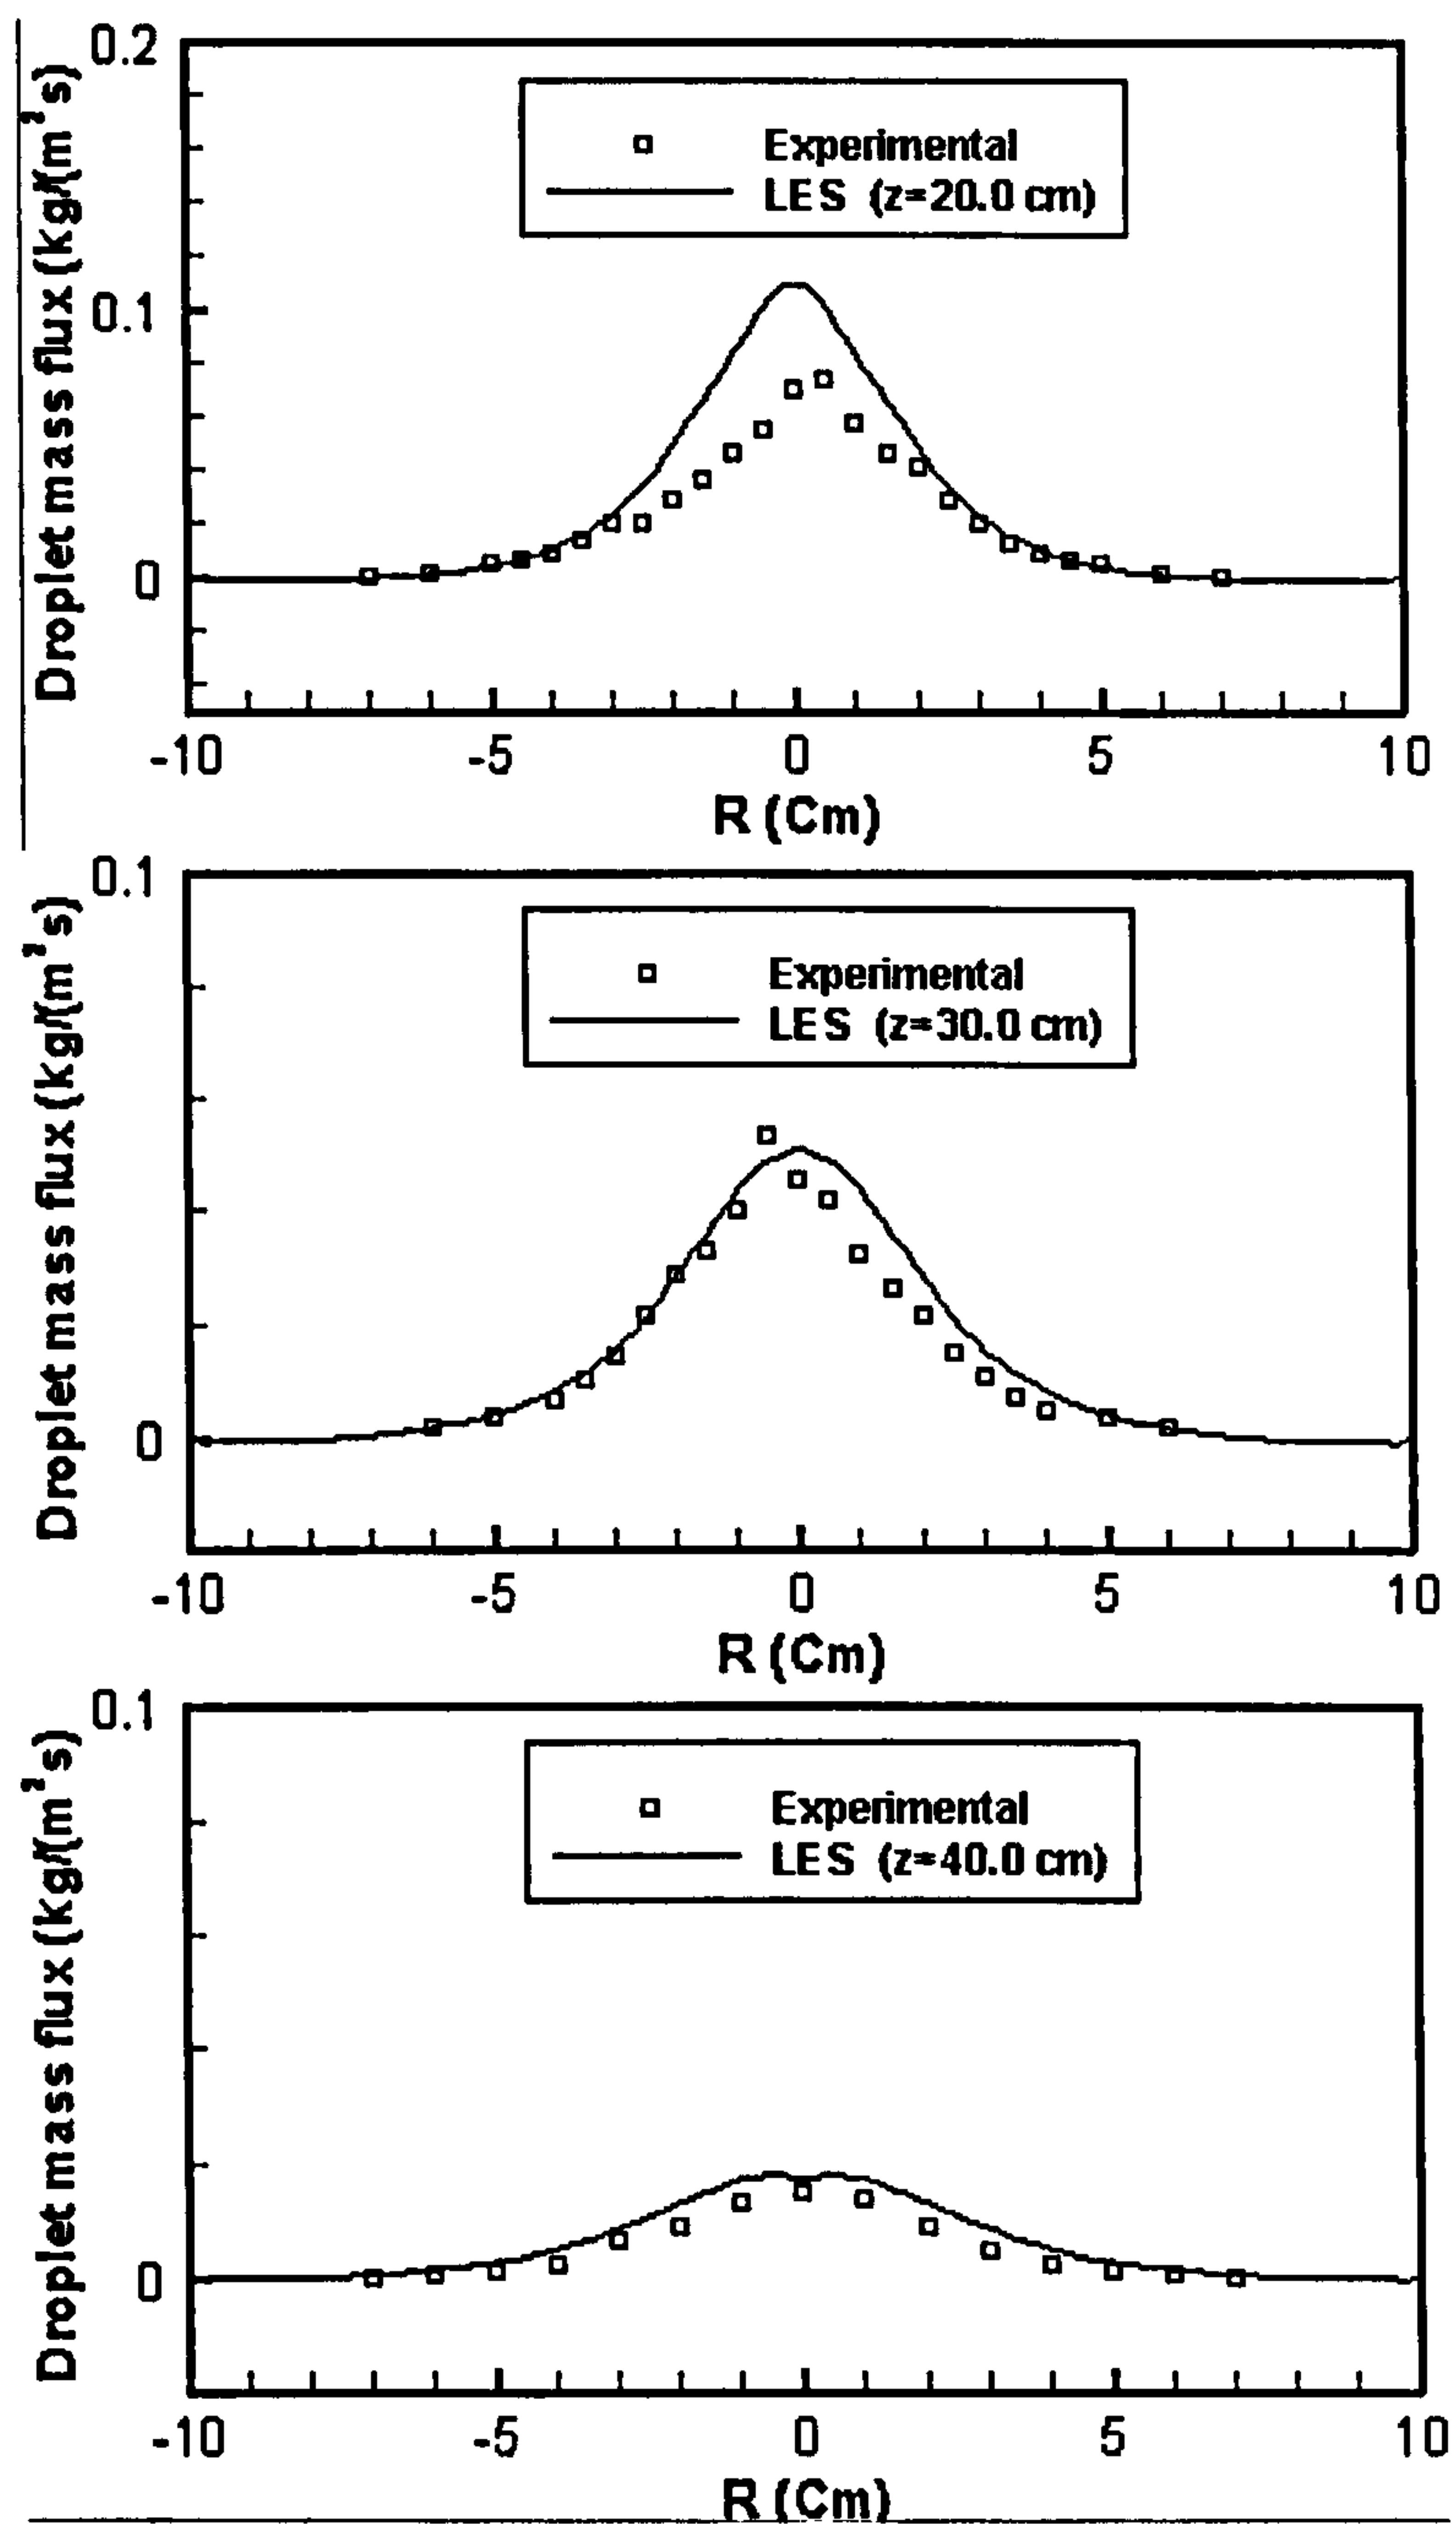 0.2
Droplet mass flux (kg/(m²s)
Experimental
LES (z=20.0 cm)
0.1
0
-10 -5 0 5 10
R (Cm)
0.1
Droplet mass flux (kg/(m²s)
Experimental
LES (z=30.0 cm)
0
-10 -5 0 5 10
R (Cm)
0.1
Droplet mass flux (kg/(m²s)
Experimental
LES (z=40.0 cm)
0
-10 -5 0 5 10
R (Cm)